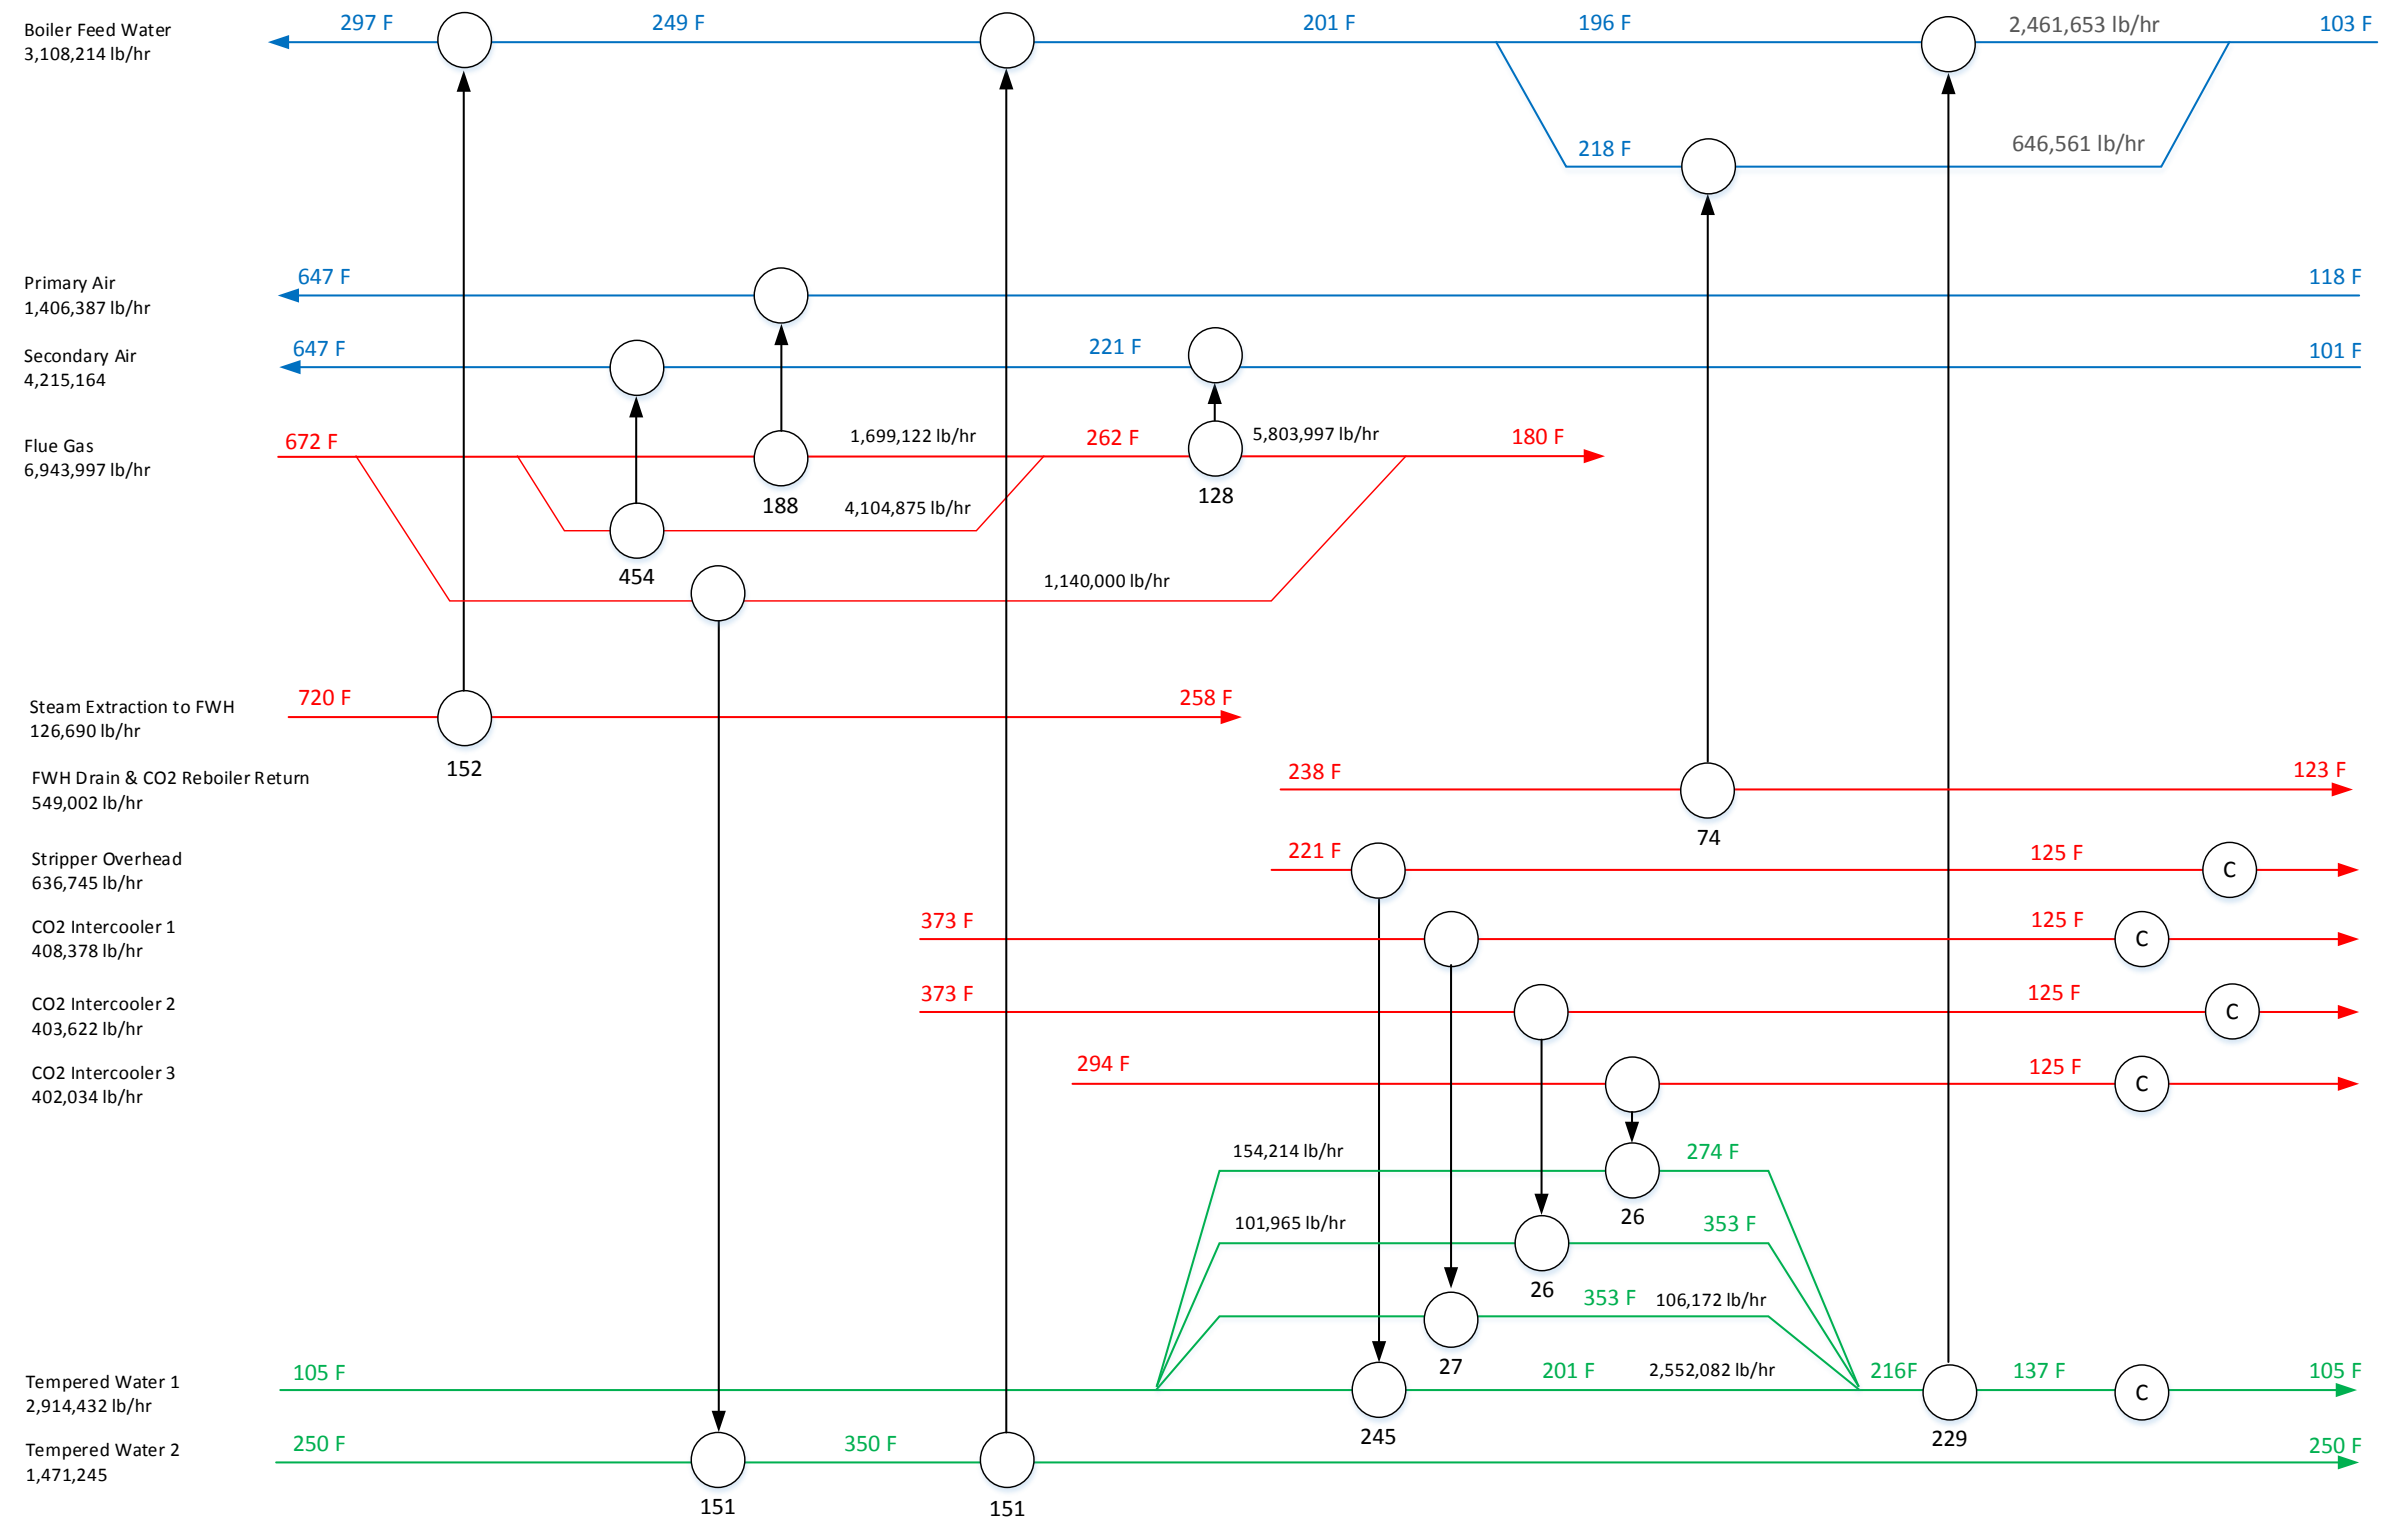 Boiler Feed Water
3,108,214 lb/hr
297 F
249 F
201 F
196 F
2,461,653 lb/hr
103 F
218 F
646,561 lb/hr
Primary Air
1,406,387 lb/hr
647 F
118 F
Secondary Air
4,215,164
647 F
221 F
101 F
Flue Gas
6,943,997 lb/hr
672 F
1,699,122 lb/hr
262 F
5,803,997 lb/hr
180 F
188
128
4,104,875 lb/hr
454
1,140,000 lb/hr
Steam Extraction to FWH
126,690 lb/hr
720 F
258 F
152
FWH Drain & CO2 Reboiler Return
549,002 lb/hr
238 F
123 F
74
Stripper Overhead
636,745 lb/hr
221 F
125 F
C
CO2 Intercooler 1
408,378 lb/hr
373 F
125 F
C
CO2 Intercooler 2
403,622 lb/hr
373 F
125 F
C
CO2 Intercooler 3
402,034 lb/hr
294 F
125 F
C
154,214 lb/hr
274 F
26
101,965 lb/hr
353 F
26
353 F
106,172 lb/hr
27
Tempered Water 1
2,914,432 lb/hr
105 F
201 F
2,552,082 lb/hr
216F
137 F
C
105 F
245
229
Tempered Water 2
1,471,245
250 F
350 F
250 F
151
151